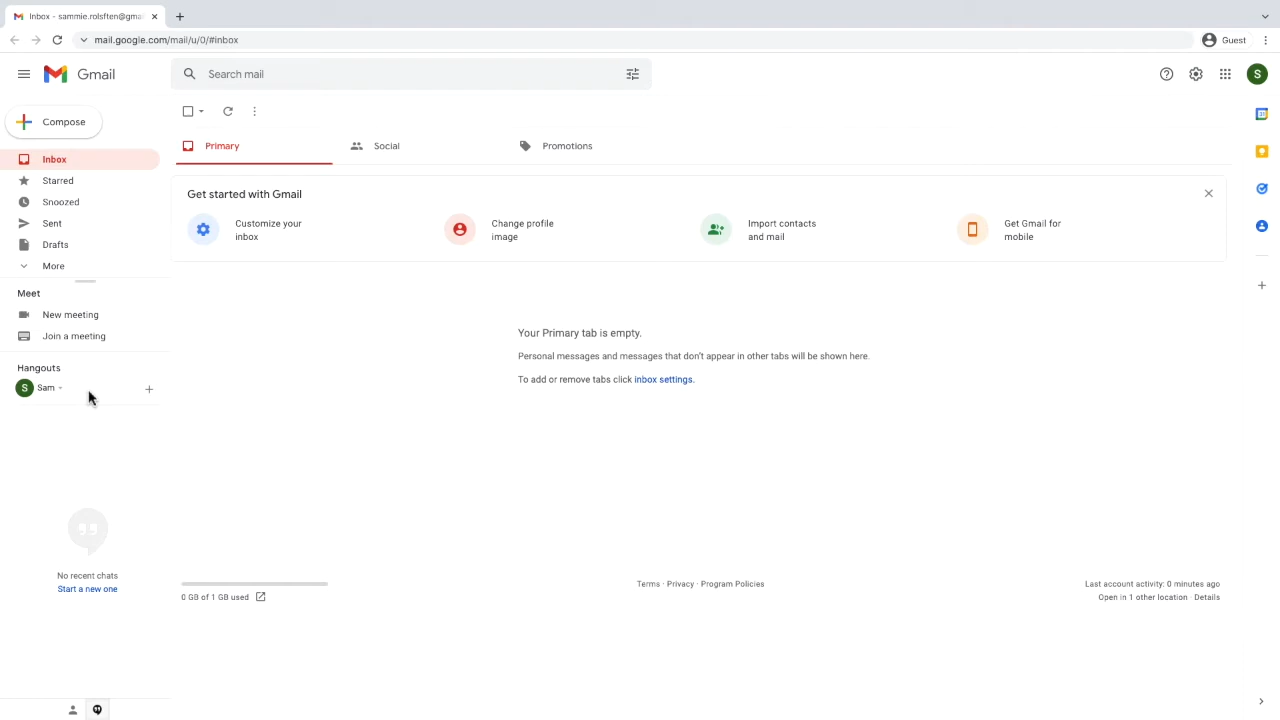 Inbox - sammie.rolsften@gma
mail.google.com/mail/u/0/#inbox
Guest
Gmail
Search mail
S
Compose
Primary
Social
Promotions
Inbox
Starred
Snoozed
Sent
Drafts
More
Get started with Gmail
Customize your
inbox
Change profile
image
Import contacts
and mail
Get Gmail for
mobile
Meet
New meeting
Join a meeting
Hangouts
S
Sam
Your Primary tab is empty.
Personal messages and messages that don't appear in other tabs will be shown here.
To add or remove tabs click inbox settings.
No recent chats
Start a new one
0 GB of 1 GB used
Terms · Privacy · Program Policies
Last account activity: 0 minutes ago
Open in 1 other location · Details